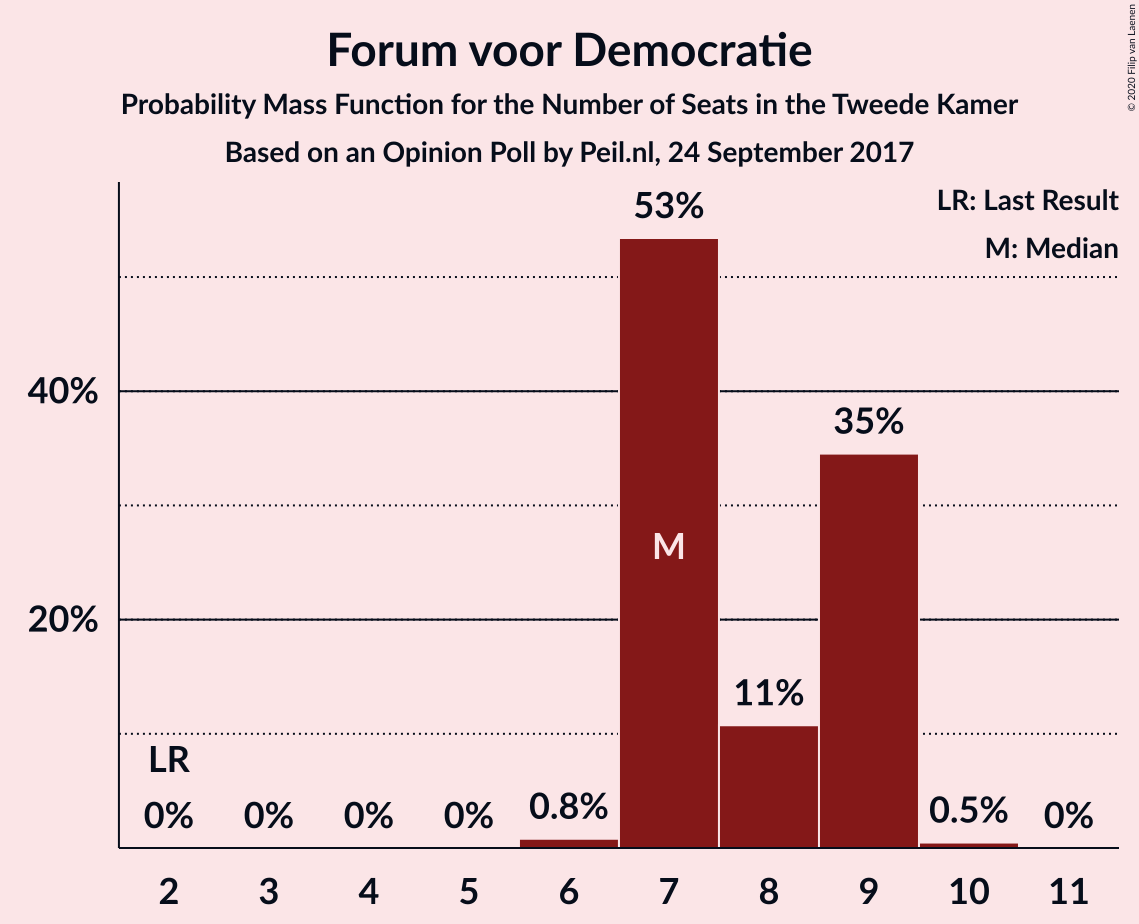 Forum voor Democratie
Probability Mass Function for the Number of Seats in the Tweede Kamer
Based on an Opinion Poll by Peil.nl, 24 September 2017
© 2020 Filip van Laenen
LR: Last Result
M: Median
53%
40%
35%
M
20%
11%
LR
0%
0%
0%
0%
0.8%
0.5%
0%
2 3 4 5 6 7 8 9 10 11